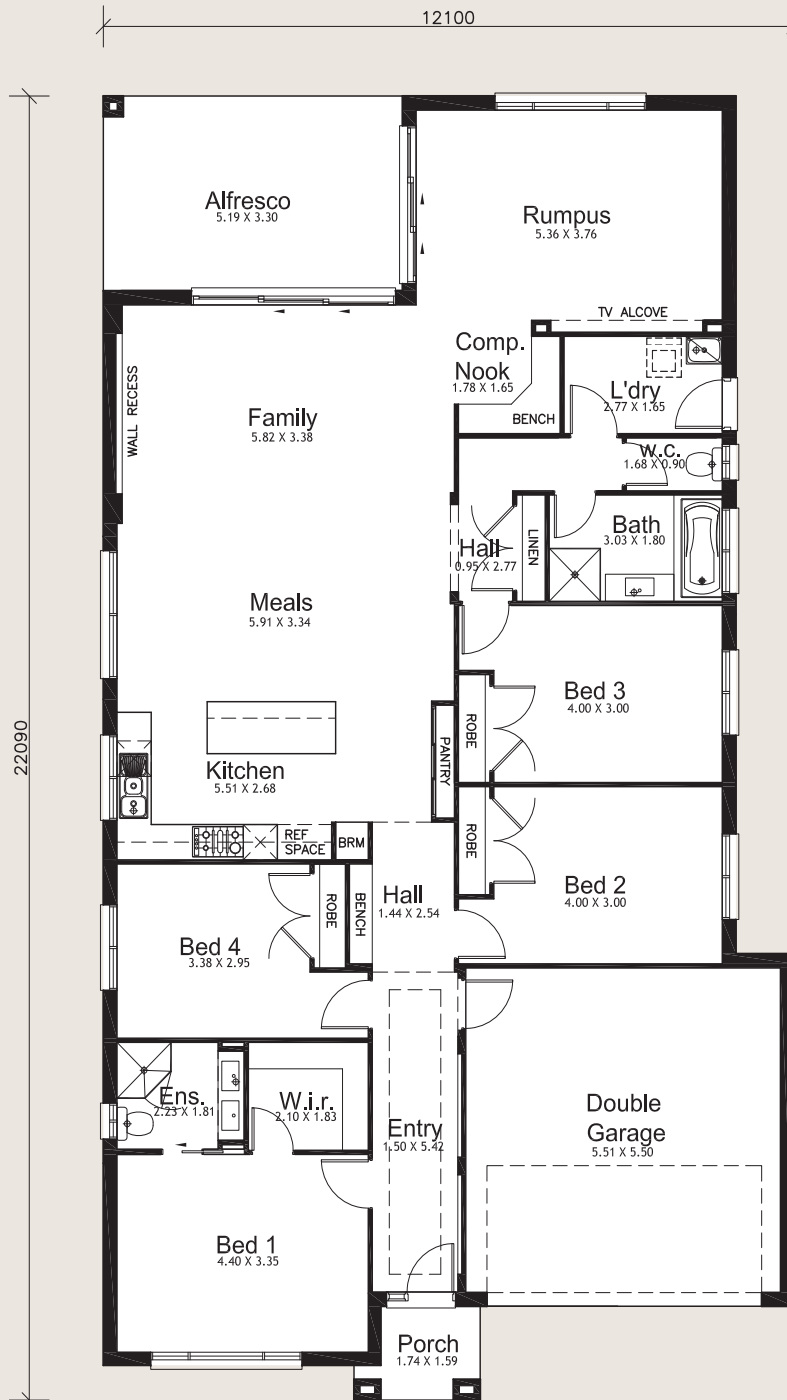 12100
22090
Alfresco
5.19 X 3.30
Rumpus
5.36 X 3.76
TV ALCOVE
Comp.
Nook
1.78 X 1.65
BENCH
L'dry
2.77 X 1.65
WALL RECESS
Family
5.82 X 3.38
W.C.
1.68 X 0.90
Hall
0.95 X 2.77
LINEN
Bath
3.03 X 1.80
Meals
5.91 X 3.34
Bed 3
4.00 X 3.00
ROBE
PANTRY
Kitchen
5.51 X 2.68
REF
SPACE
BRM
ROBE
Bed 2
4.00 X 3.00
Hall
1.44 X 2.54
BENCH
ROBE
Bed 4
3.38 X 2.95
Ens.
2.23 X 1.81
W.i.r.
2.10 X 1.83
Entry
1.50 X 5.42
Double
Garage
5.51 X 5.50
Bed 1
4.40 X 3.35
Porch
1.74 X 1.59